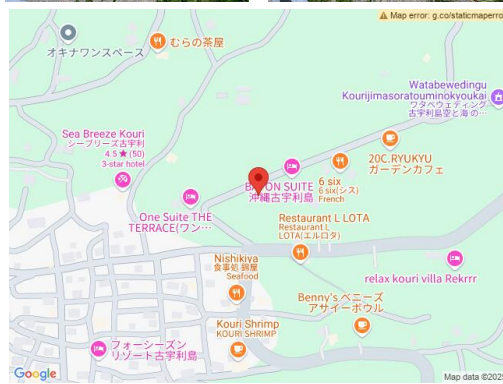 Map error: g.co/staticmaperro
むらの茶屋
オキナワンスペース
Watabewedingu
Kourijimasoratouminokyoukai
ワタベウェディング
古宇利島空と海の…
Sea Breeze Kouri
シーブリーズ古宇利
4.5★(50)
3-star hotel
20C.RYUKYU
ガーデンカフェ
BATON SUITE
沖縄古宇利島
6 six
6 six(シス)
French
One Suite THE
TERRACE(ワン…
Restaurant L LOTA
Restaurant L
LOTA(エルロタ)
Nishikiya
食事処 錦屋
Seafood
relax kouri villa Rekrrr
Benny's ベニーズ
アサイーボウル
Kouri Shrimp
KOURI SHRIMP
フォーシーズン
リゾート古宇利島
Google
Map data ©202